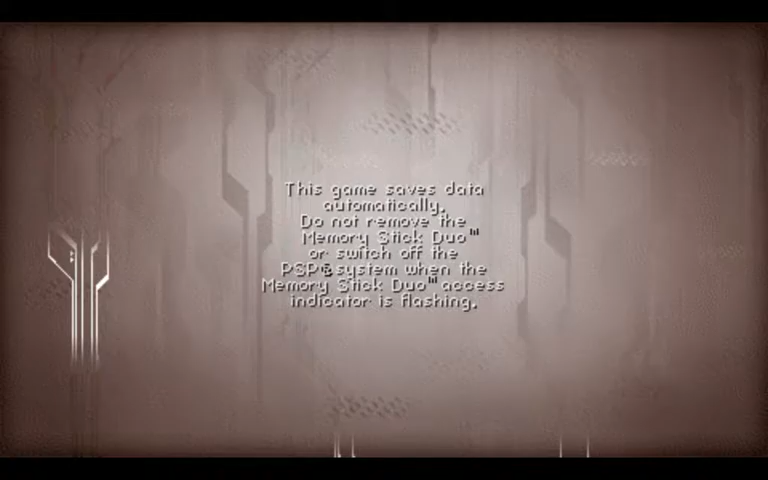 This game saves data
automatically.
Do not remove the
Memory Stick Duo™
or switch off the
PSP®system when the
Memory Stick Duo™ access
indicator is flashing.